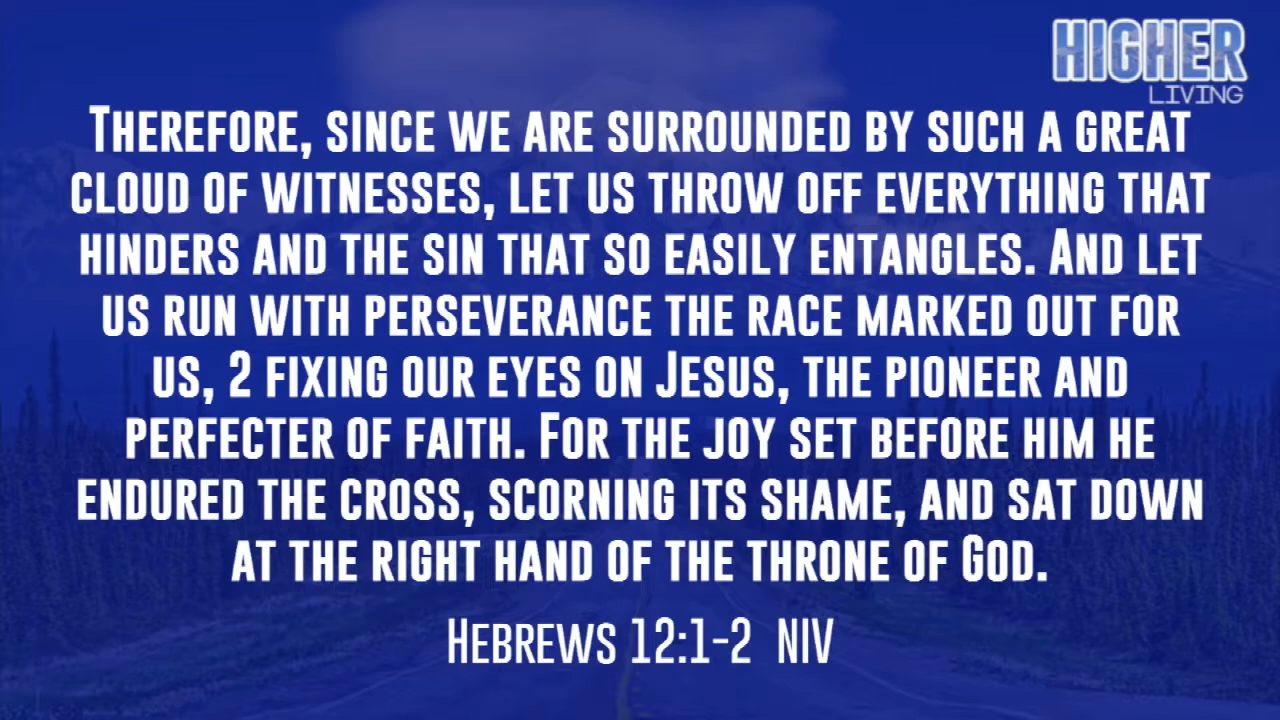 HIGHER
LIVING
Therefore, since we are surrounded by such a great
cloud of witnesses, let us throw off everything that
hinders and the sin that so easily entangles. And let
us run with perseverance the race marked out for
us, 2 fixing our eyes on Jesus, the pioneer and
perfecter of faith. For the joy set before him he
endured the cross, scorning its shame, and sat down
at the right hand of the throne of God.
Hebrews 12:1-2 NIV